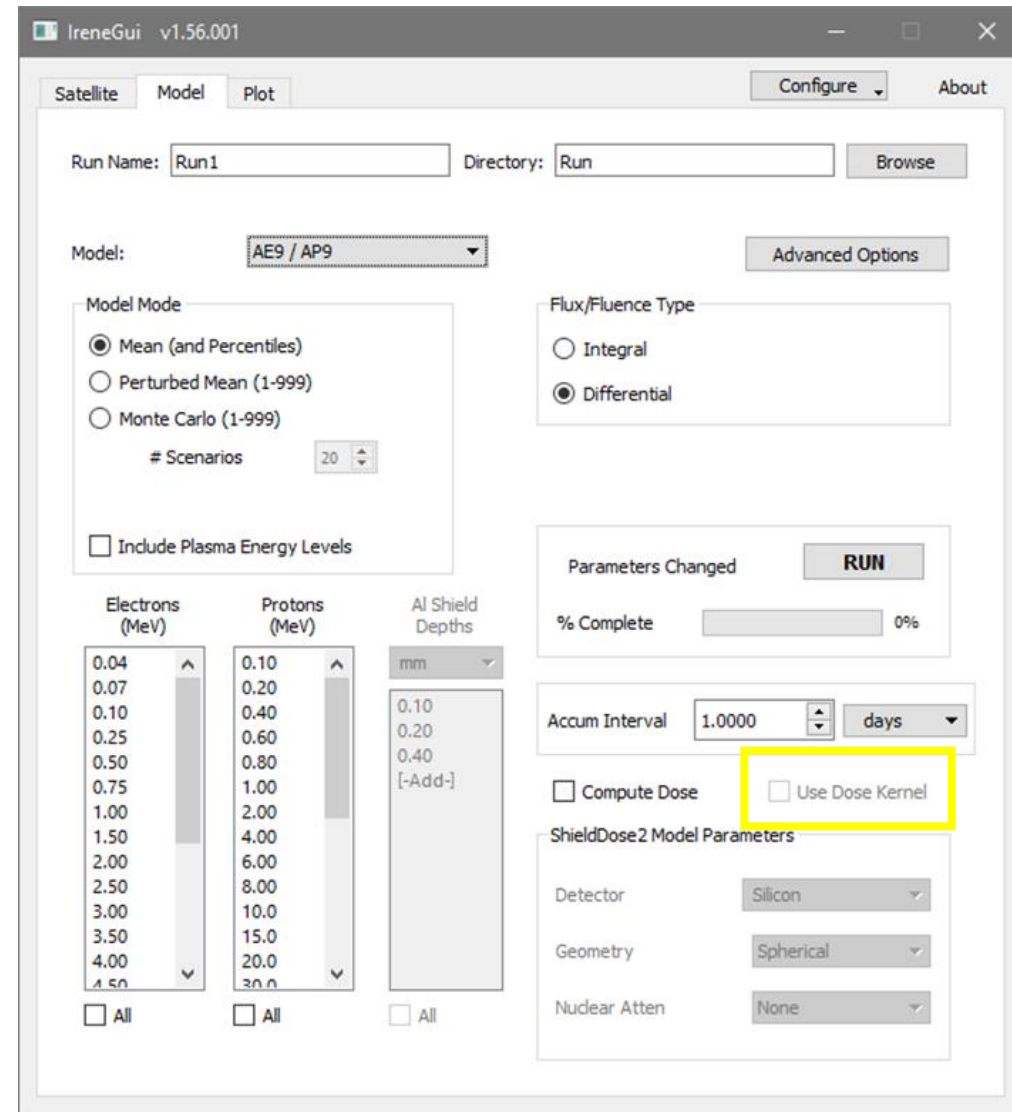 IreneGui v1.56.001
Satellite Model Plot Configure About
Run Name: Run1 Directory: Run Browse
Model: AE9 / AP9 Advanced Options
Model Mode
Mean (and Percentiles)
Perturbed Mean (1-999)
Monte Carlo (1-999)
# Scenarios 20
Include Plasma Energy Levels
Flux/Fluence Type
Integral
Differential
Parameters Changed RUN
% Complete 0%
Electrons
(MeV)
0.04
0.07
0.10
0.25
0.50
0.75
1.00
1.50
2.00
2.50
3.00
3.50
4.00
4.50
All
Protons
(MeV)
0.10
0.20
0.40
0.60
0.80
1.00
2.00
4.00
6.00
8.00
10.0
15.0
20.0
30.0
All
Al Shield
Depths
mm
0.10
0.20
0.40
[-Add-]
All
Accum Interval 1.0000 days
Compute Dose Use Dose Kernel
ShieldDose2 Model Parameters
Detector Silicon
Geometry Spherical
Nuclear Atten None